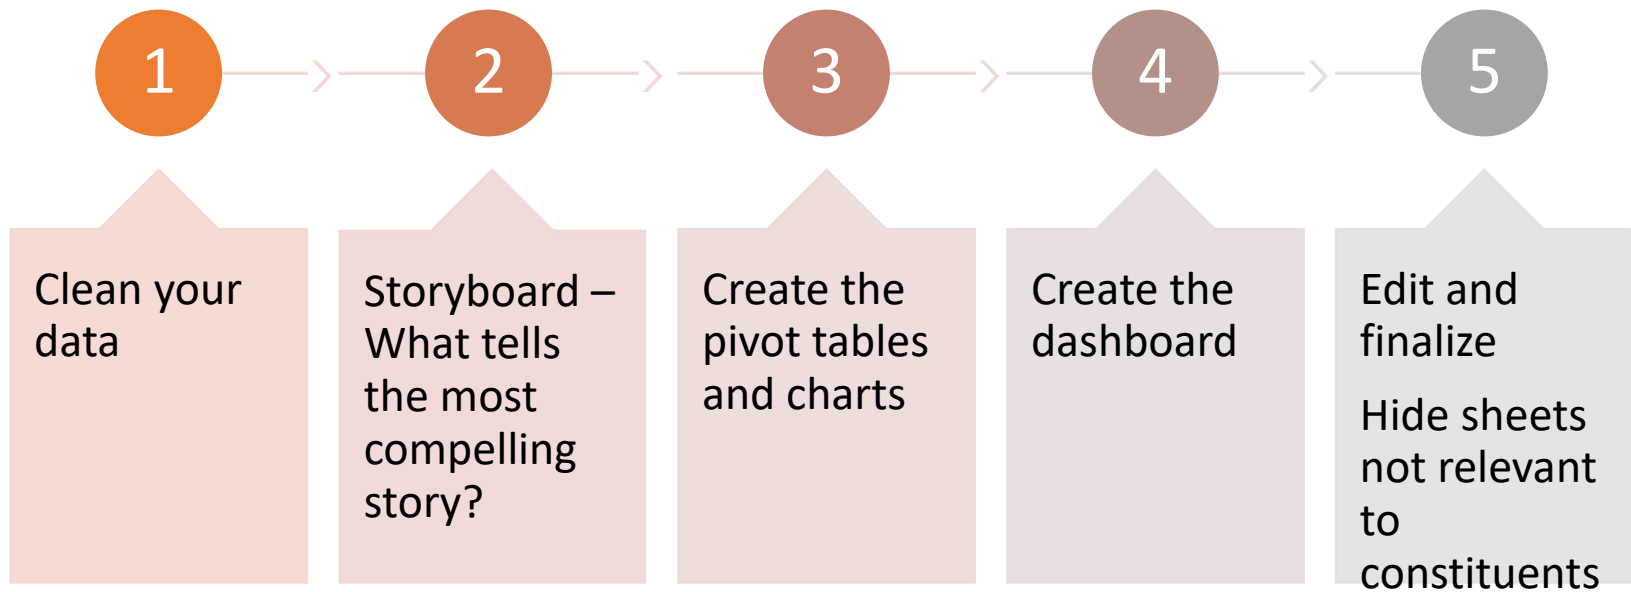 1
2
3
4
5
Clean your
data
Storyboard –
What tells
the most
compelling
story?
Create the
pivot tables
and charts
Create the
dashboard
Edit and
finalize
Hide sheets
not relevant
to
constituents